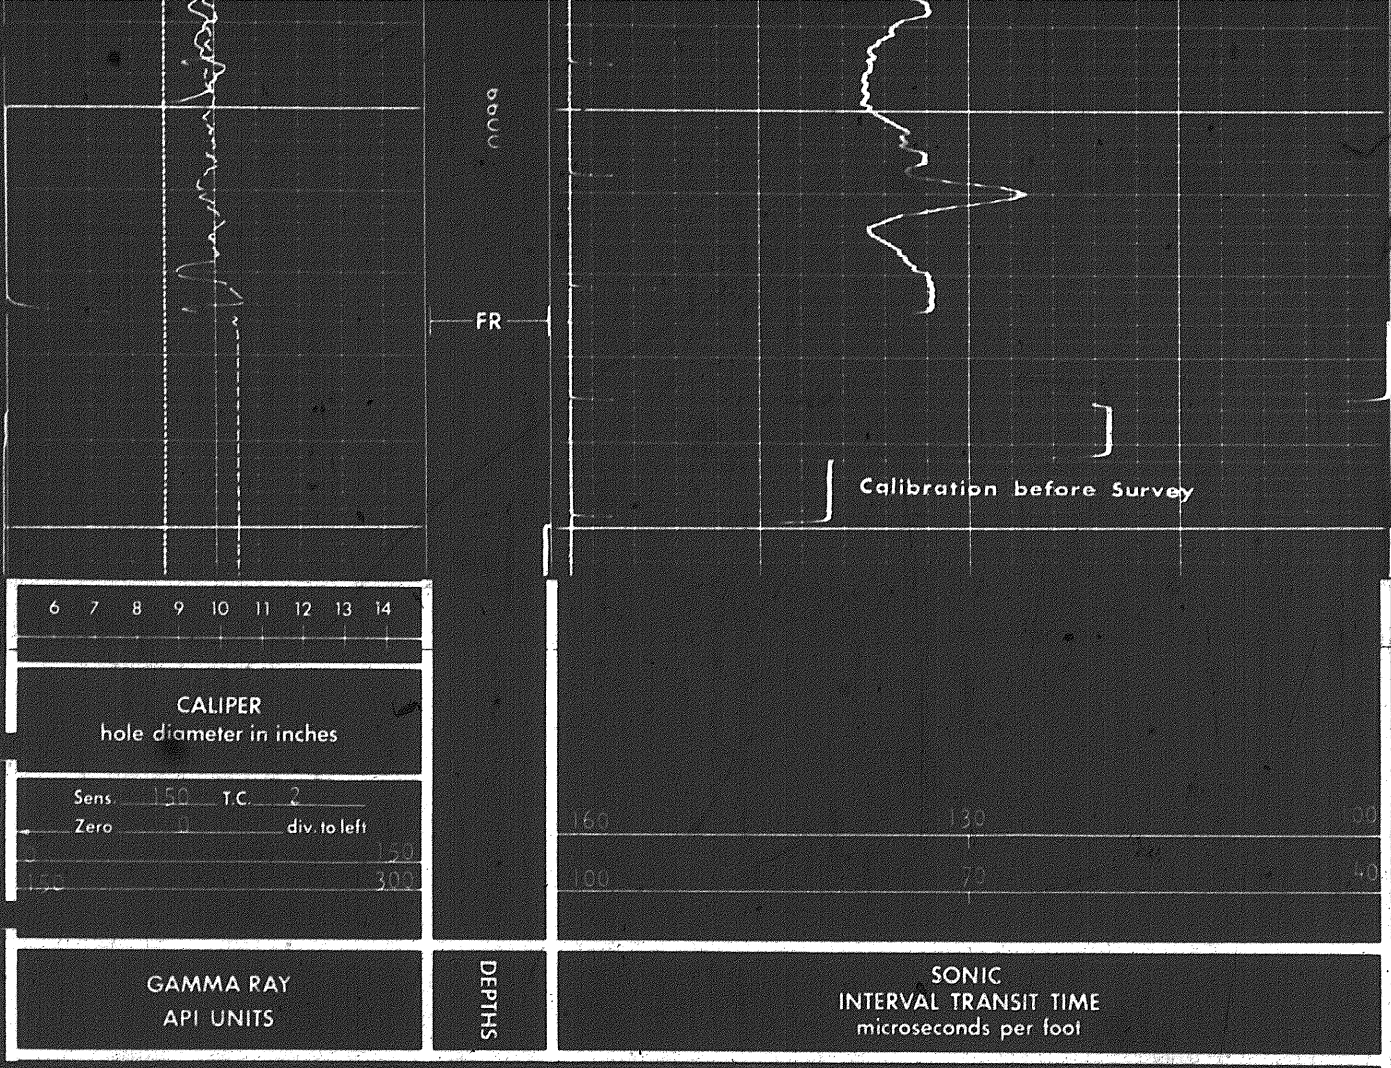 FR
Calibration before Survey
6 7 8 9 10 11 12 13 14
CALIPER
hole diameter in inches
Sens. 150 T.C. 2
Zero 0 div. to left
150
150 300
160 130
100 70 40
GAMMA RAY
API UNITS
DEPTHS
SONIC
INTERVAL TRANSIT TIME
microseconds per foot